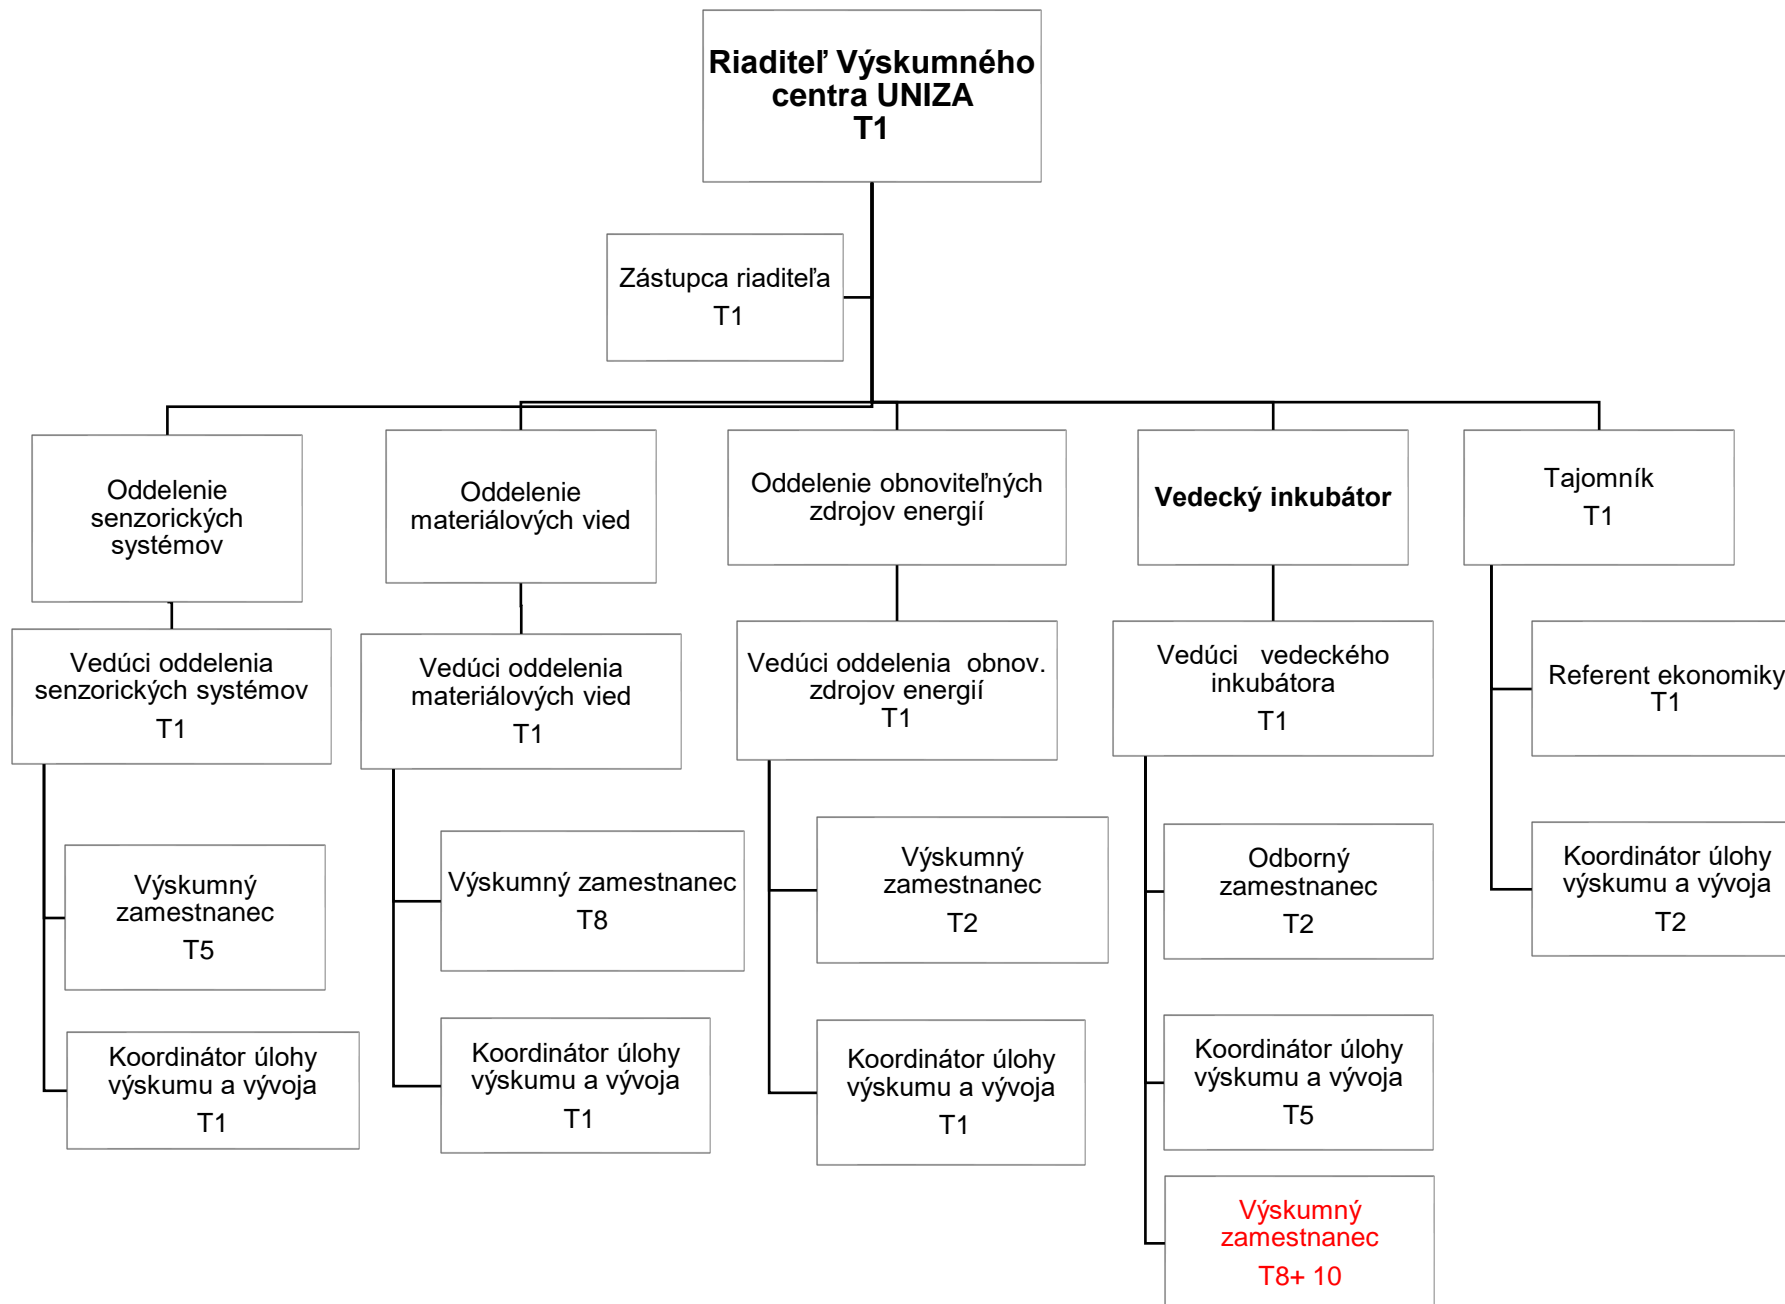 Riaditeľ Výskumného
centra UNIZA
T1
Zástupca riaditeľa
T1
Oddelenie
senzorických
systémov
Oddelenie
materiálových vied
Oddelenie obnoviteľných
zdrojov energií
Vedecký inkubátor
Tajomník
T1
Vedúci oddelenia
senzorických systémov
T1
Vedúci oddelenia
materiálových vied
T1
Vedúci oddelenia  obnov.
zdrojov energií
T1
Vedúci   vedeckého
inkubátora
T1
Referent ekonomiky
T1
Výskumný
zamestnanec
T5
Výskumný zamestnanec
T8
Výskumný
zamestnanec
T2
Odborný
zamestnanec
T2
Koordinátor úlohy
výskumu a vývoja
T2
Koordinátor úlohy
výskumu a vývoja
T1
Koordinátor úlohy
výskumu a vývoja
T1
Koordinátor úlohy
výskumu a vývoja
T1
Koordinátor úlohy
výskumu a vývoja
T5
Výskumný
zamestnanec
T8+ 10